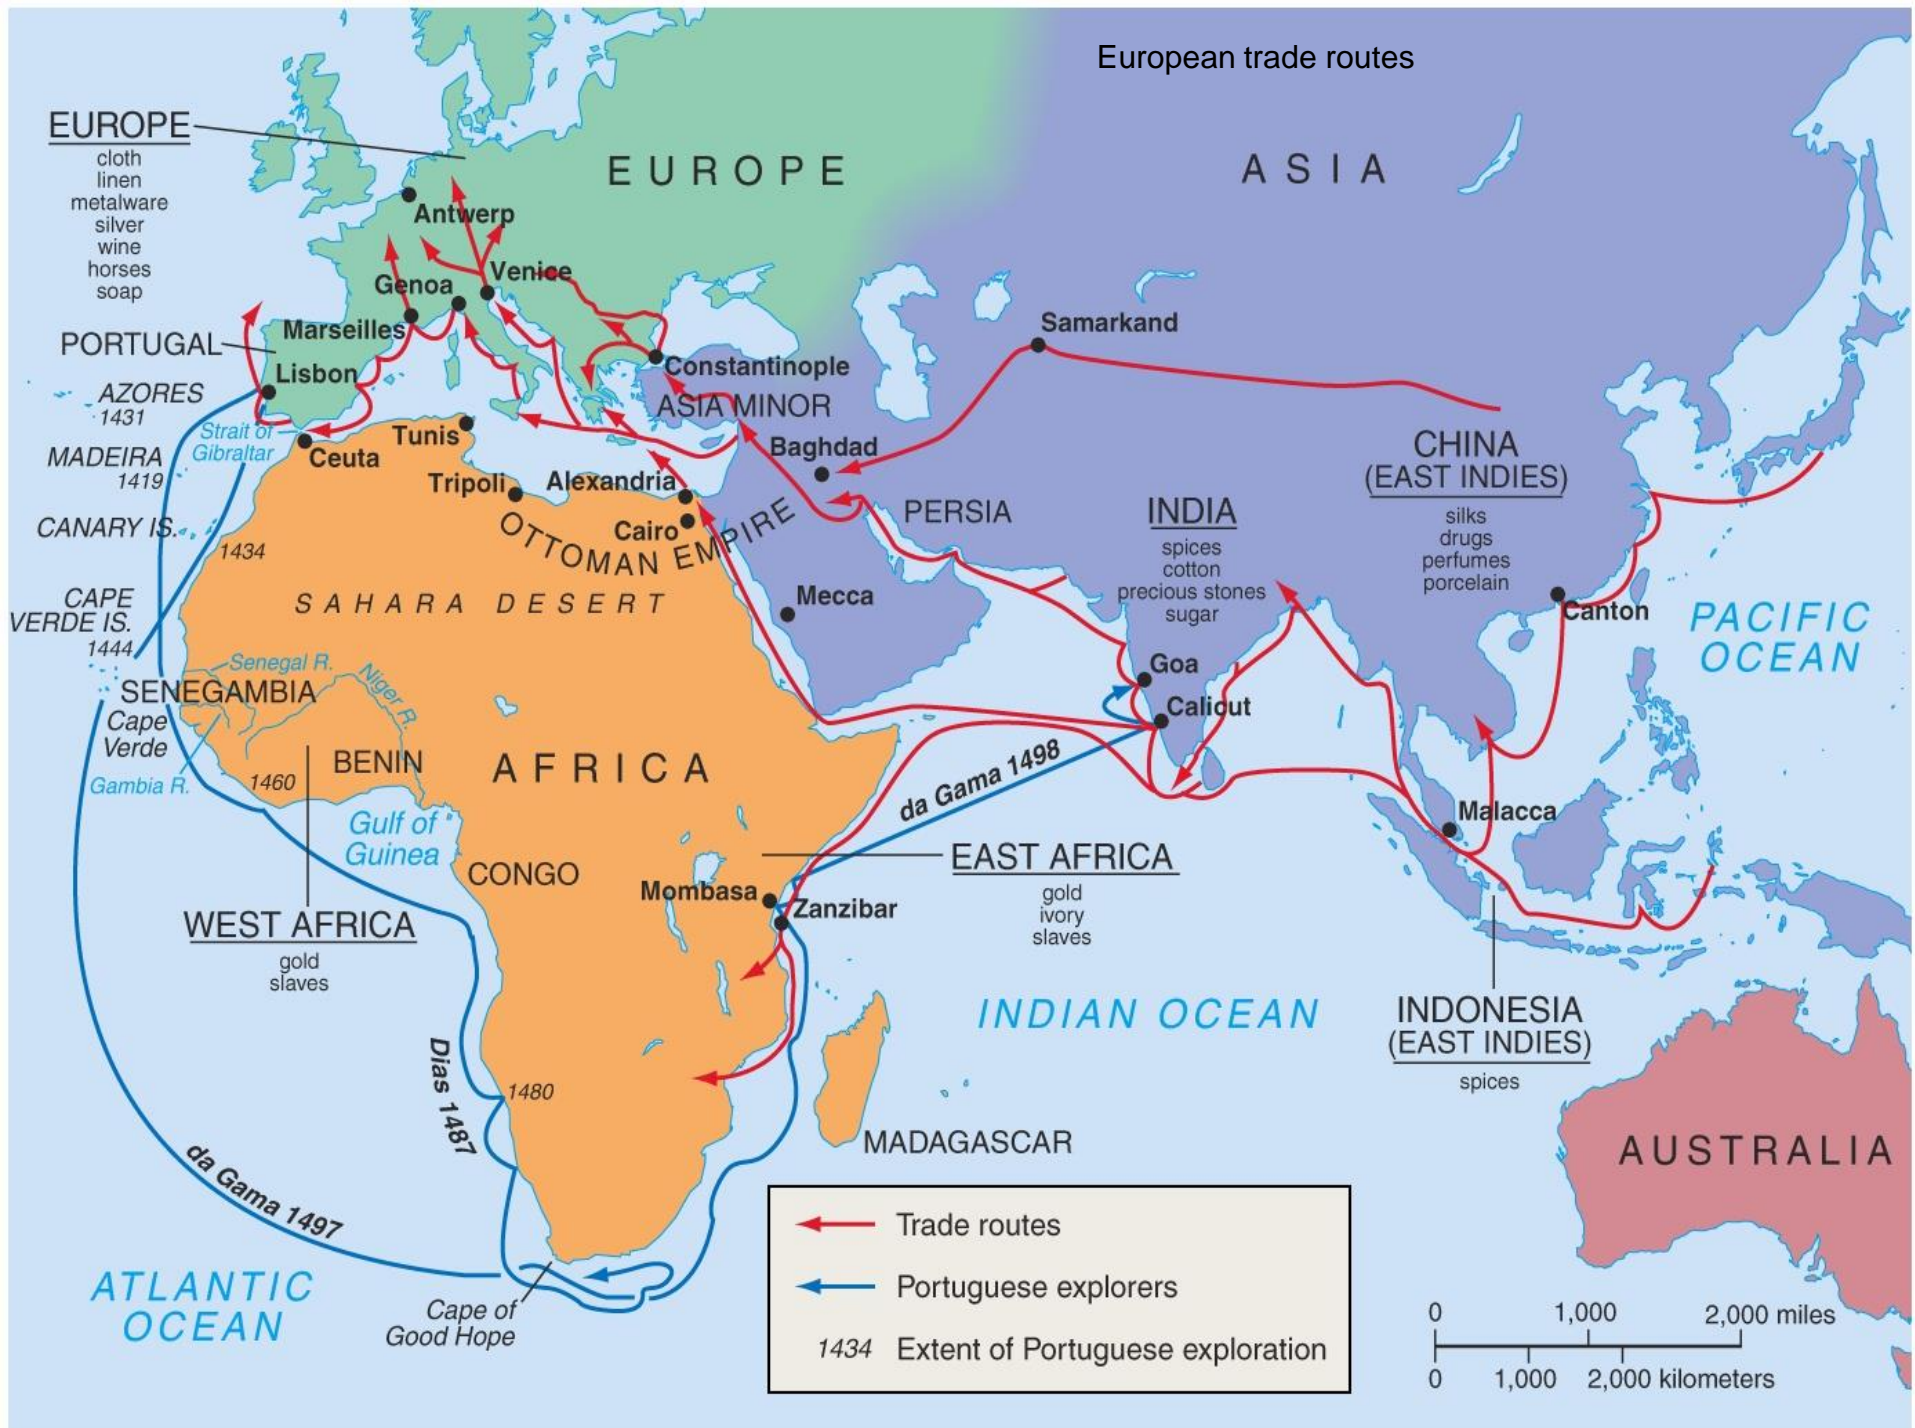 European trade routes
EUROPE
cloth
linen
metalware
silver
wine
horses
soap
EUROPE
ASIA
Antwerp
Venice
Genoa
Marseilles
PORTUGAL
Lisbon
Constantinople
Samarkand
AZORES
1431
ASIA MINOR
Strait of
Gibraltar
Ceuta
Tunis
Baghdad
MADEIRA
1419
Tripoli
Alexandria
CHINA
(EAST INDIES)
silks
drugs
perfumes
porcelain
CANARY IS.
1434
Cairo
OTTOMAN EMPIRE
PERSIA
INDIA
spices
cotton
precious stones
sugar
CAPE
VERDE IS.
1444
SAHARA DESERT
Mecca
Canton
PACIFIC
OCEAN
Senegal R.
Niger R.
SENEGAMBIA
Cape
Verde
Gambia R.
Goa
Calicut
BENIN
1460
AFRICA
da Gama 1498
Gulf of
Guinea
Malacca
CONGO
EAST AFRICA
gold
ivory
slaves
Mombasa
Zanzibar
WEST AFRICA
gold
slaves
INDIAN OCEAN
INDONESIA
(EAST INDIES)
spices
Dias 1487
1480
MADAGASCAR
AUSTRALIA
da Gama 1497
ATLANTIC
OCEAN
Cape of
Good Hope
Trade routes
Portuguese explorers
1434 Extent of Portuguese exploration
0 1,000 2,000 miles
0 1,000 2,000 kilometers